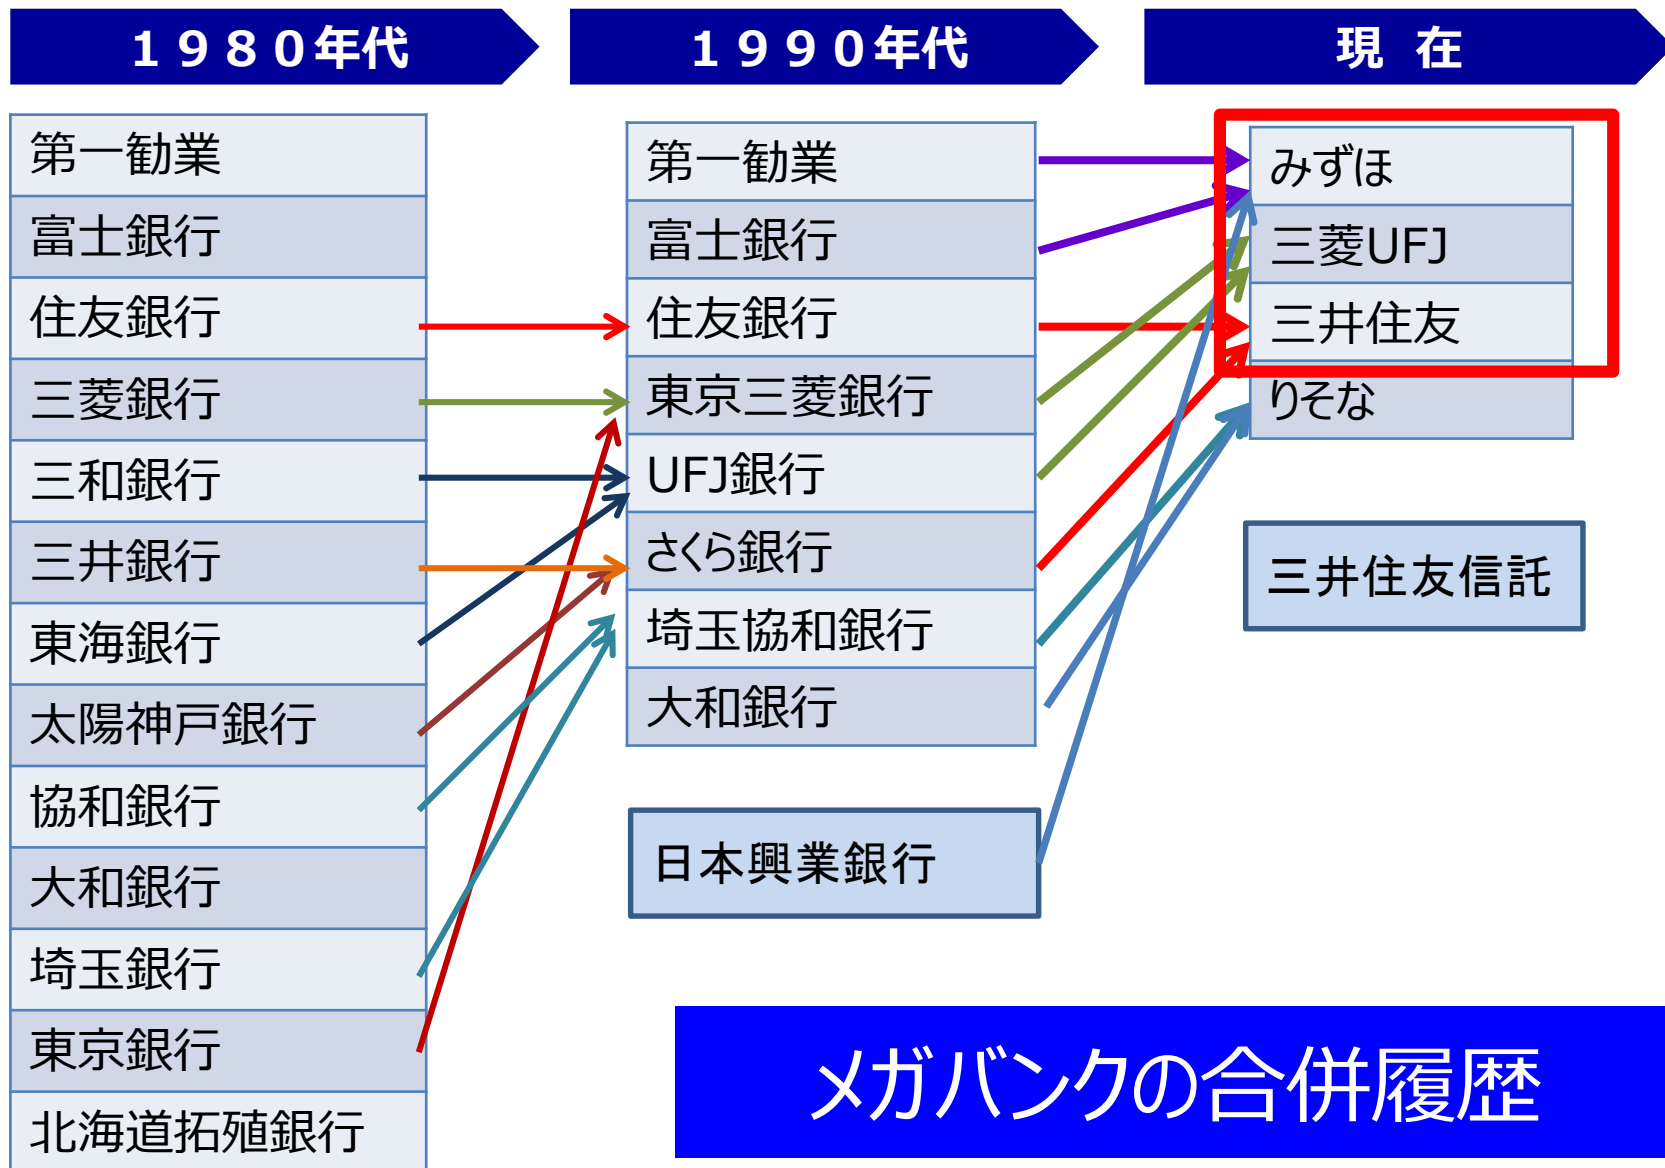 １９８０年代
１９９０年代
現 在
第一勧業
富士銀行
住友銀行
三菱銀行
三和銀行
三井銀行
東海銀行
太陽神戸銀行
協和銀行
大和銀行
埼玉銀行
東京銀行
北海道拓殖銀行
第一勧業
富士銀行
住友銀行
東京三菱銀行
UFJ銀行
さくら銀行
埼玉協和銀行
大和銀行
日本興業銀行
みずほ
三菱UFJ
三井住友
りそな
三井住友信託
メガバンクの合併履歴